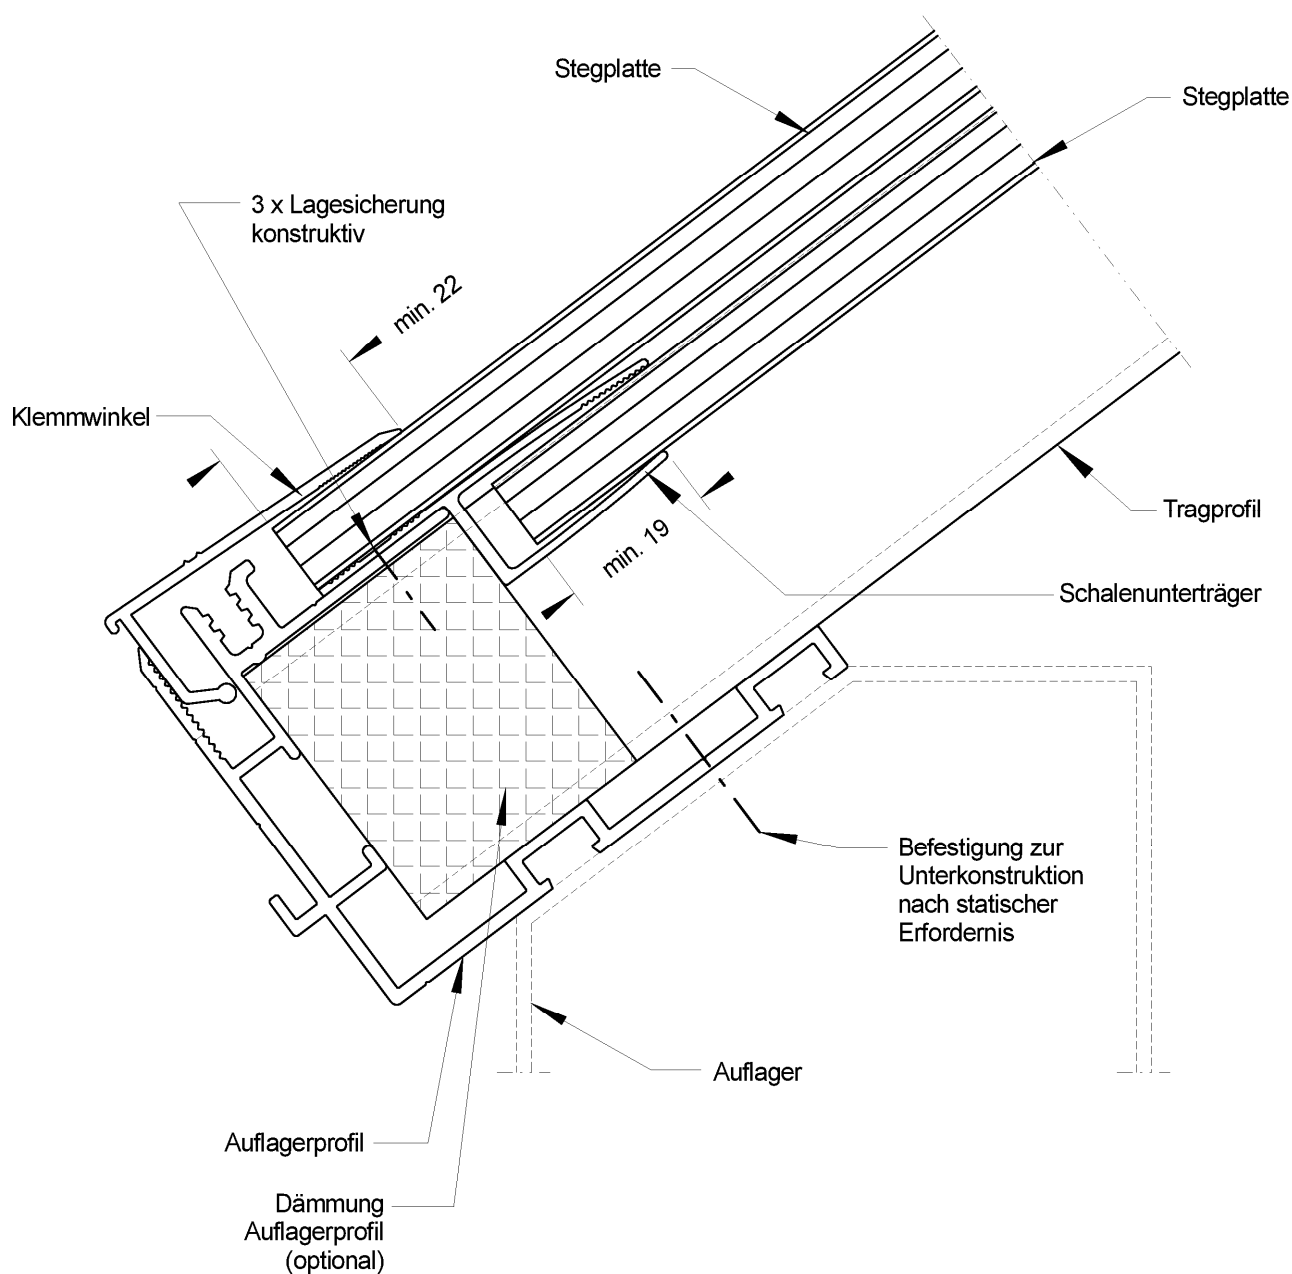 Stegplatte
Stegplatte
3 x Lagesicherung
konstruktiv
min. 22
Klemmwinkel
Tragprofil
min. 19
Schalenunterträger
Befestigung zur
Unterkonstruktion
nach statischer
Erfordernis
Auflager
Auflagerprofil
Dämmung
Auflagerprofil
(optional)